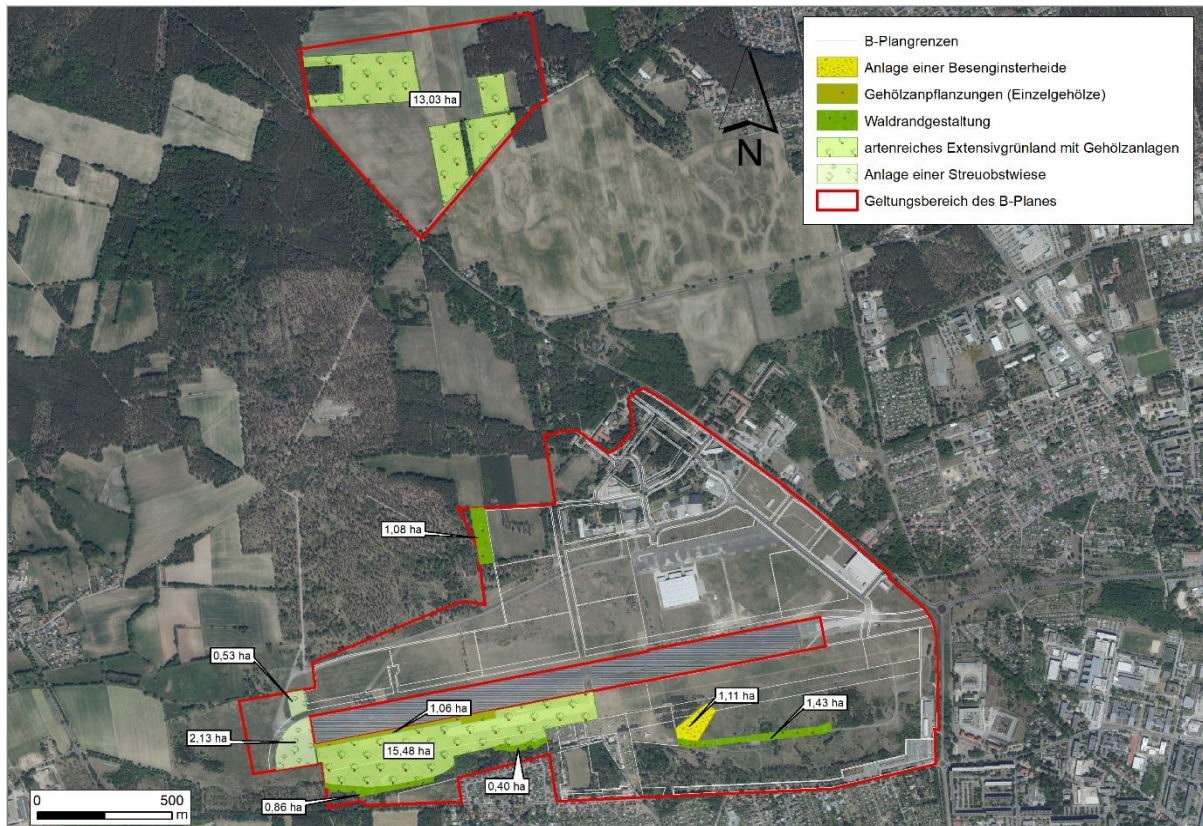 B-Plangrenzen
Anlage einer Besenginsterheide
Gehölzanpflanzungen (Einzelgehölze)
Waldrandgestaltung
artenreiches Extensivgrünland mit Gehölzanlagen
Anlage einer Streuobstwiese
Geltungsbereich des B-Planes
N
13,03 ha
1,08 ha
0,53 ha
2,13 ha
1,06 ha
15,48 ha
1,11 ha
1,43 ha
0,40 ha
0,86 ha
0 500
m